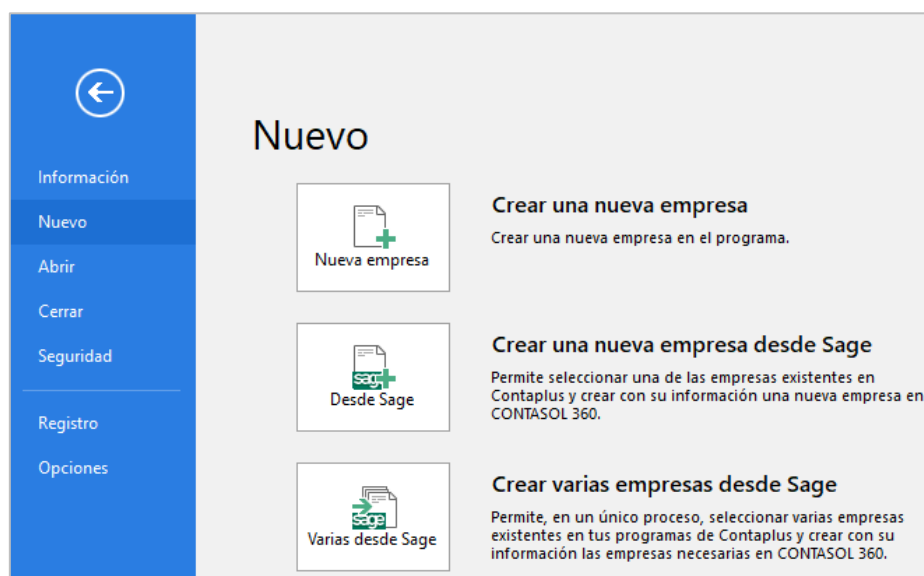 Nuevo
Información
Nuevo
Abrir
Cerrar
Seguridad
Registro
Opciones
Nueva empresa
Crear una nueva empresa
Crear una nueva empresa en el programa.
sage
Desde Sage
Crear una nueva empresa desde Sage
Permite seleccionar una de las empresas existentes en
Contaplus y crear con su información una nueva empresa en
CONTASOL 360.
sage
Varias desde Sage
Crear varias empresas desde Sage
Permite, en un único proceso, seleccionar varias empresas
existentes en tus programas de Contaplus y crear con su
información las empresas necesarias en CONTASOL 360.